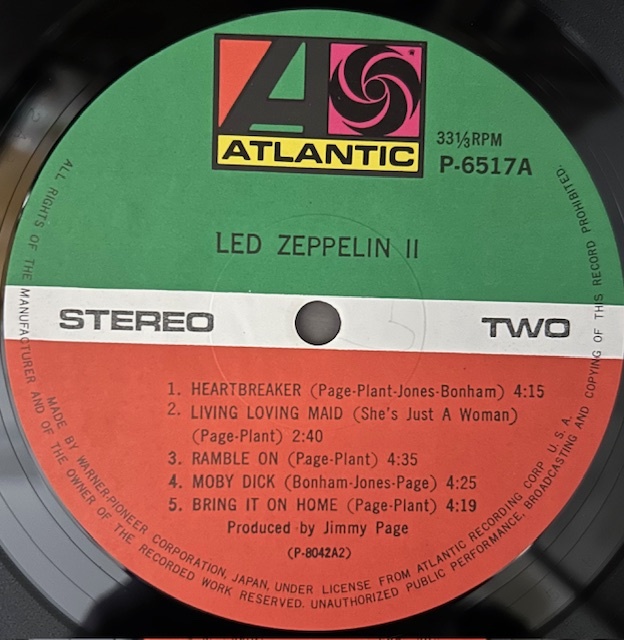 ATLANTIC
33⅓RPM
P-6517A
LED ZEPPELIN II
STEREO
TWO
1. HEARTBREAKER (Page-Plant-Jones-Bonham) 4:15
2. LIVING LOVING MAID (She's Just A Woman)
(Page-Plant) 2:40
3. RAMBLE ON (Page-Plant) 4:35
4. MOBY DICK (Bonham-Jones-Page) 4:25
5. BRING IT ON HOME (Page-Plant) 4:19
Produced by Jimmy Page
(P-8042A2)
MADE BY WARNER-PIONEER CORPORATION, JAPAN, UNDER LICENSE FROM ATLANTIC RECORDING CORP. U.S.A.
ALL RIGHTS OF THE MANUFACTURER AND OF THE OWNER OF THE RECORDED WORK RESERVED. UNAUTHORIZED PUBLIC PERFORMANCE, BROADCASTING AND COPYING OF THIS RECORD PROHIBITED.